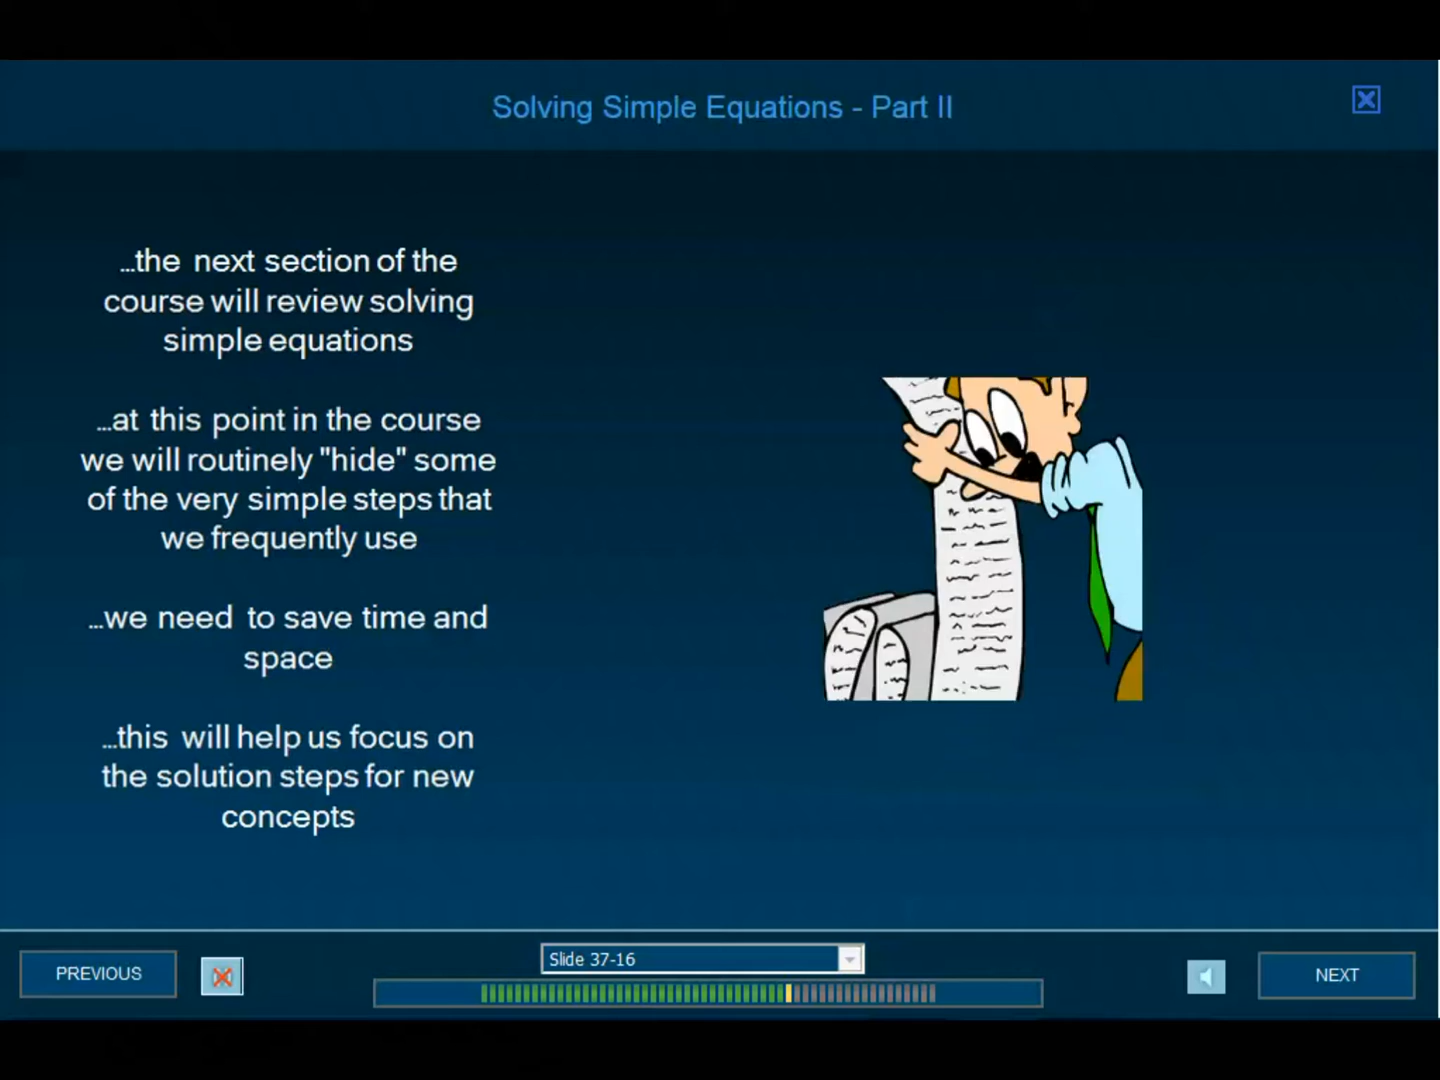 Solving Simple Equations - Part II
...the next section of the
course will review solving
simple equations
...at this point in the course
we will routinely "hide" some
of the very simple steps that
we frequently use
...we need to save time and
space
...this will help us focus on
the solution steps for new
concepts
PREVIOUS
Slide 37-16
NEXT